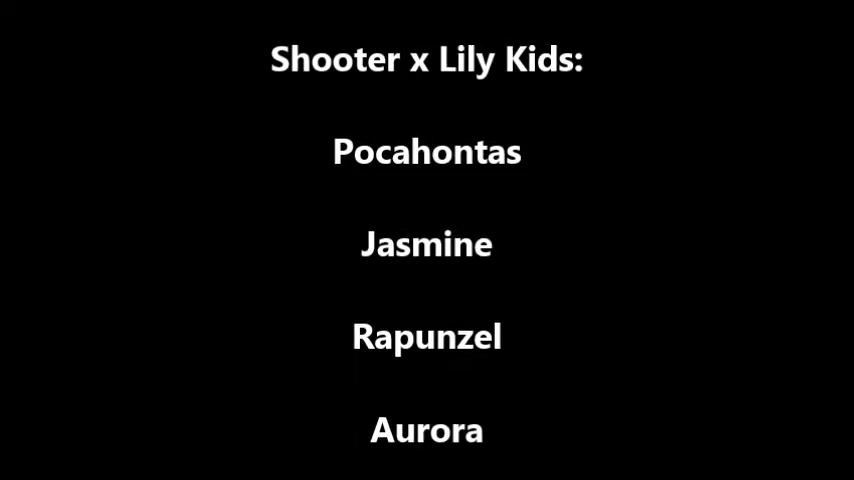 Shooter x Lily Kids:
Pocahontas
Jasmine
Rapunzel
Aurora